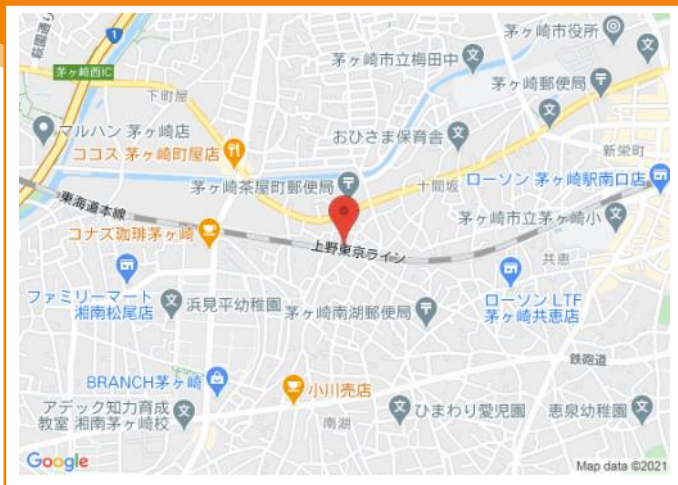 萩園通り
1
茅ヶ崎市役所
茅ヶ崎市立梅田中
茅ヶ崎西IC
茅ヶ崎郵便局
下町屋
マルハン 茅ヶ崎店
おひさま保育舎
ココス 茅ヶ崎町屋店
新栄町
茅ヶ崎茶屋町郵便局
十間坂
ローソン 茅ヶ崎駅南口店
東海道本線
茅ヶ崎市立茅ヶ崎小
コナズ珈琲茅ヶ崎
上野東京ライン
共恵
ファミリーマート
湘南松尾店
浜見平幼稚園
茅ヶ崎南湖郵便局
ローソン LTF
茅ヶ崎共恵店
鉄砲道
BRANCH茅ヶ崎
小川売店
アデック知力育成
教室 湘南茅ヶ崎校
ひまわり愛児園
恵泉幼稚園
南湖
Google
Map data ©2021